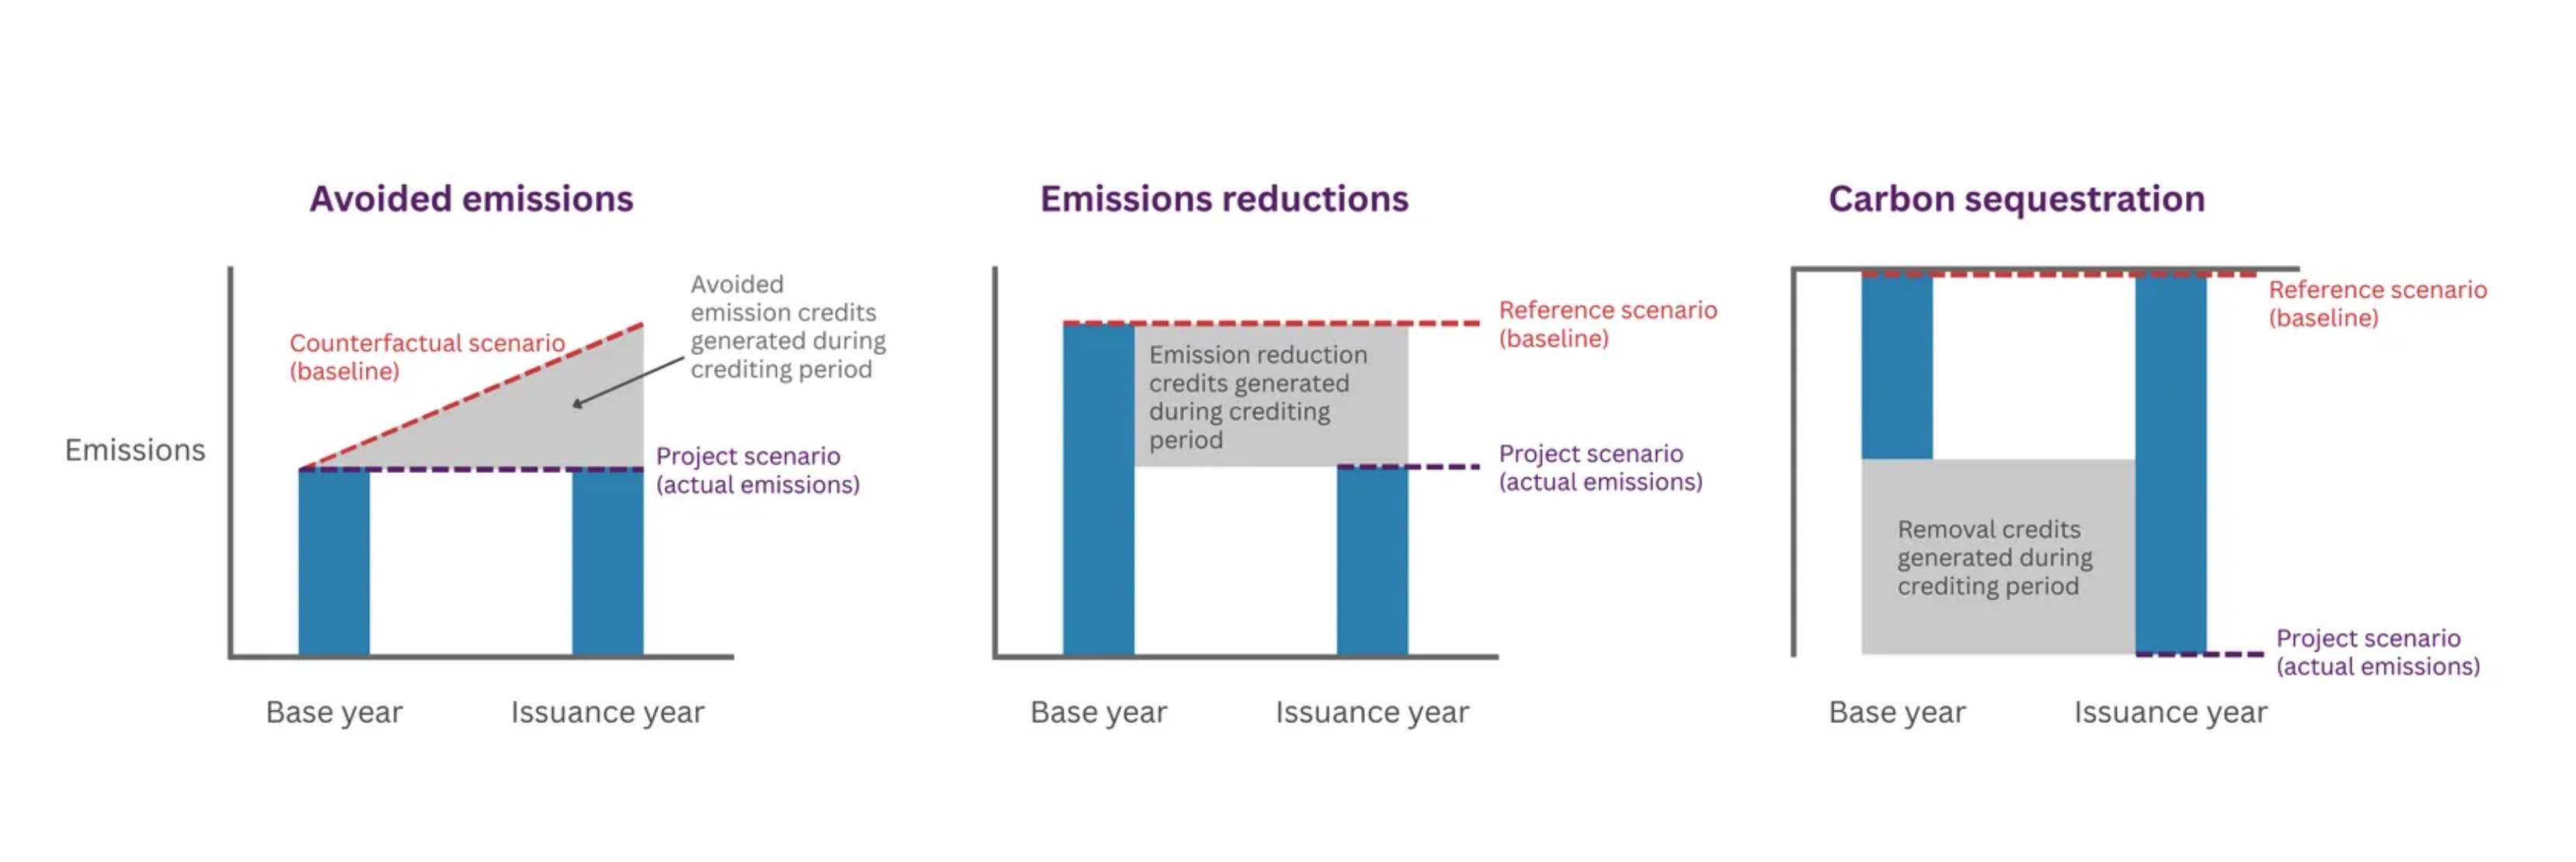 Avoided emissions
Emissions
Counterfactual scenario
(baseline)
Avoided
emission credits
generated during
crediting period
Project scenario
(actual emissions)
Base year
Issuance year
Emissions reductions
Reference scenario
(baseline)
Emission reduction
credits generated
during crediting
period
Project scenario
(actual emissions)
Base year
Issuance year
Carbon sequestration
Reference scenario
(baseline)
Removal credits
generated during
crediting period
Project scenario
(actual emissions)
Base year
Issuance year